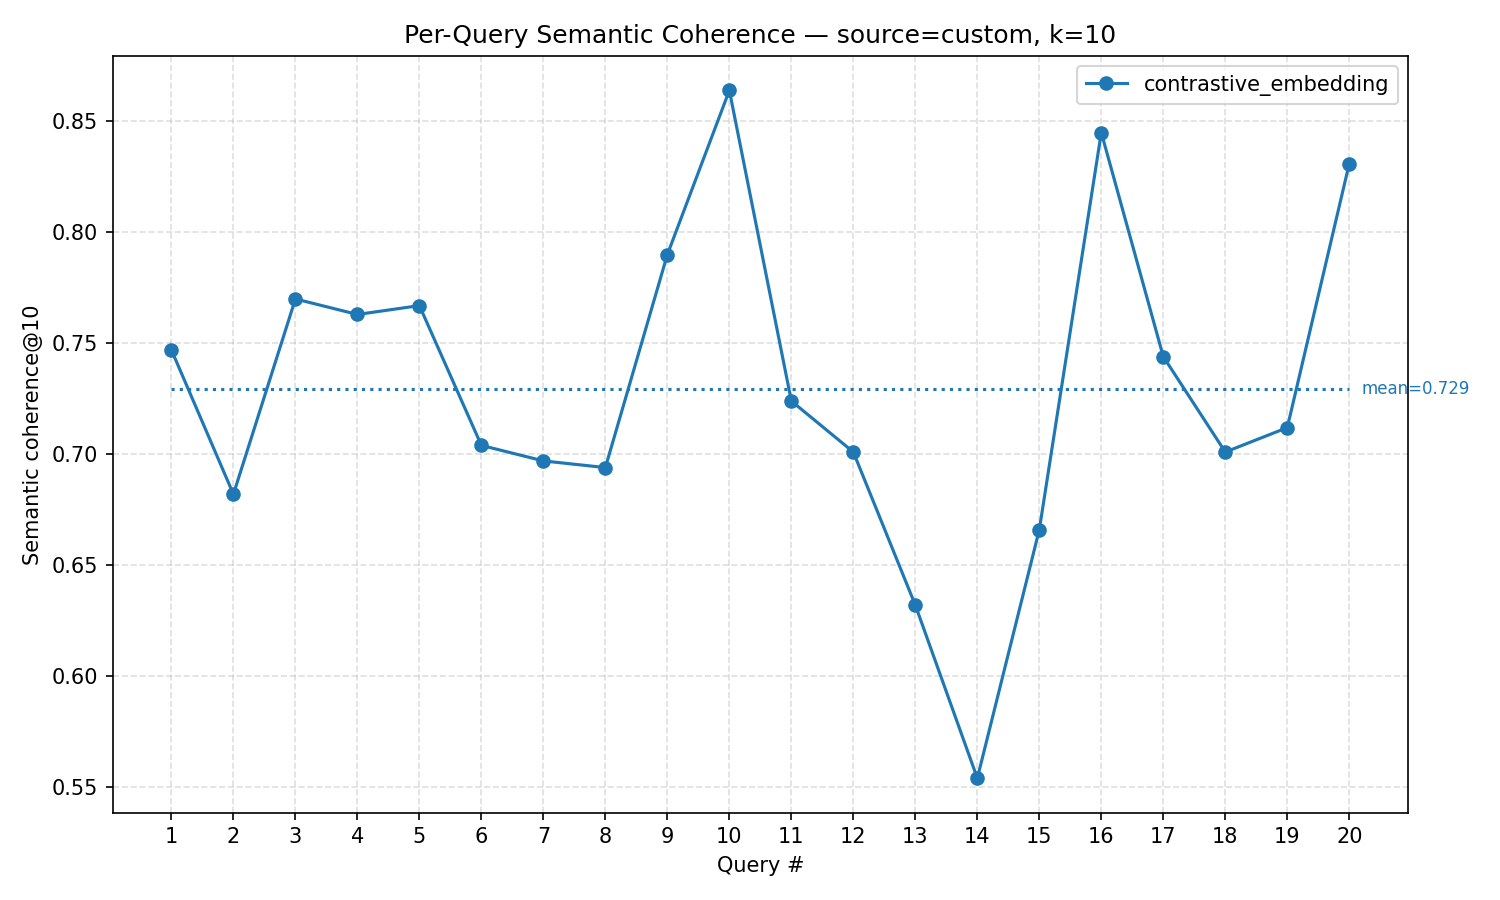 Per-Query Semantic Coherence — source=custom, k=10
contrastive_embedding
Semantic coherence@10
0.85
0.80
0.75
0.70
0.65
0.60
0.55
mean=0.729
1 2 3 4 5 6 7 8 9 10 11 12 13 14 15 16 17 18 19 20
Query #